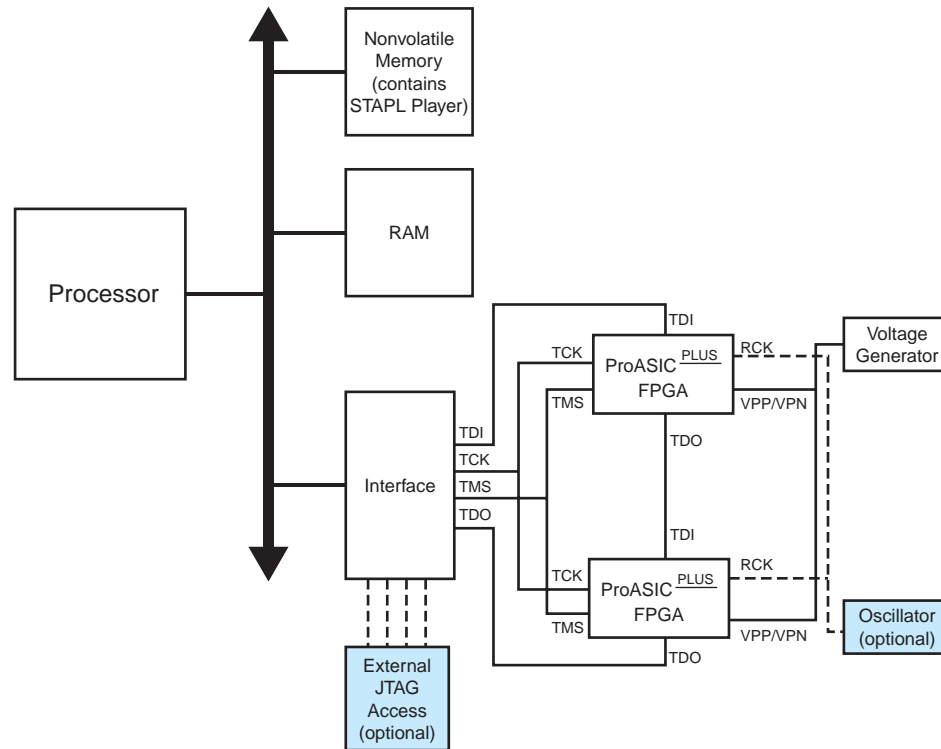 Nonvolatile
Memory
(contains
STAPL Player)
RAM
Processor
TDI
TCK
ProASIC PLUS
FPGA
RCK
Voltage
Generator
TMS
VPP/VPN
TDI
TDO
TCK
Interface
TMS
TDO
TDI
TCK
ProASIC PLUS
FPGA
RCK
TMS
VPP/VPN
Oscillator
(optional)
TDO
External
JTAG
Access
(optional)